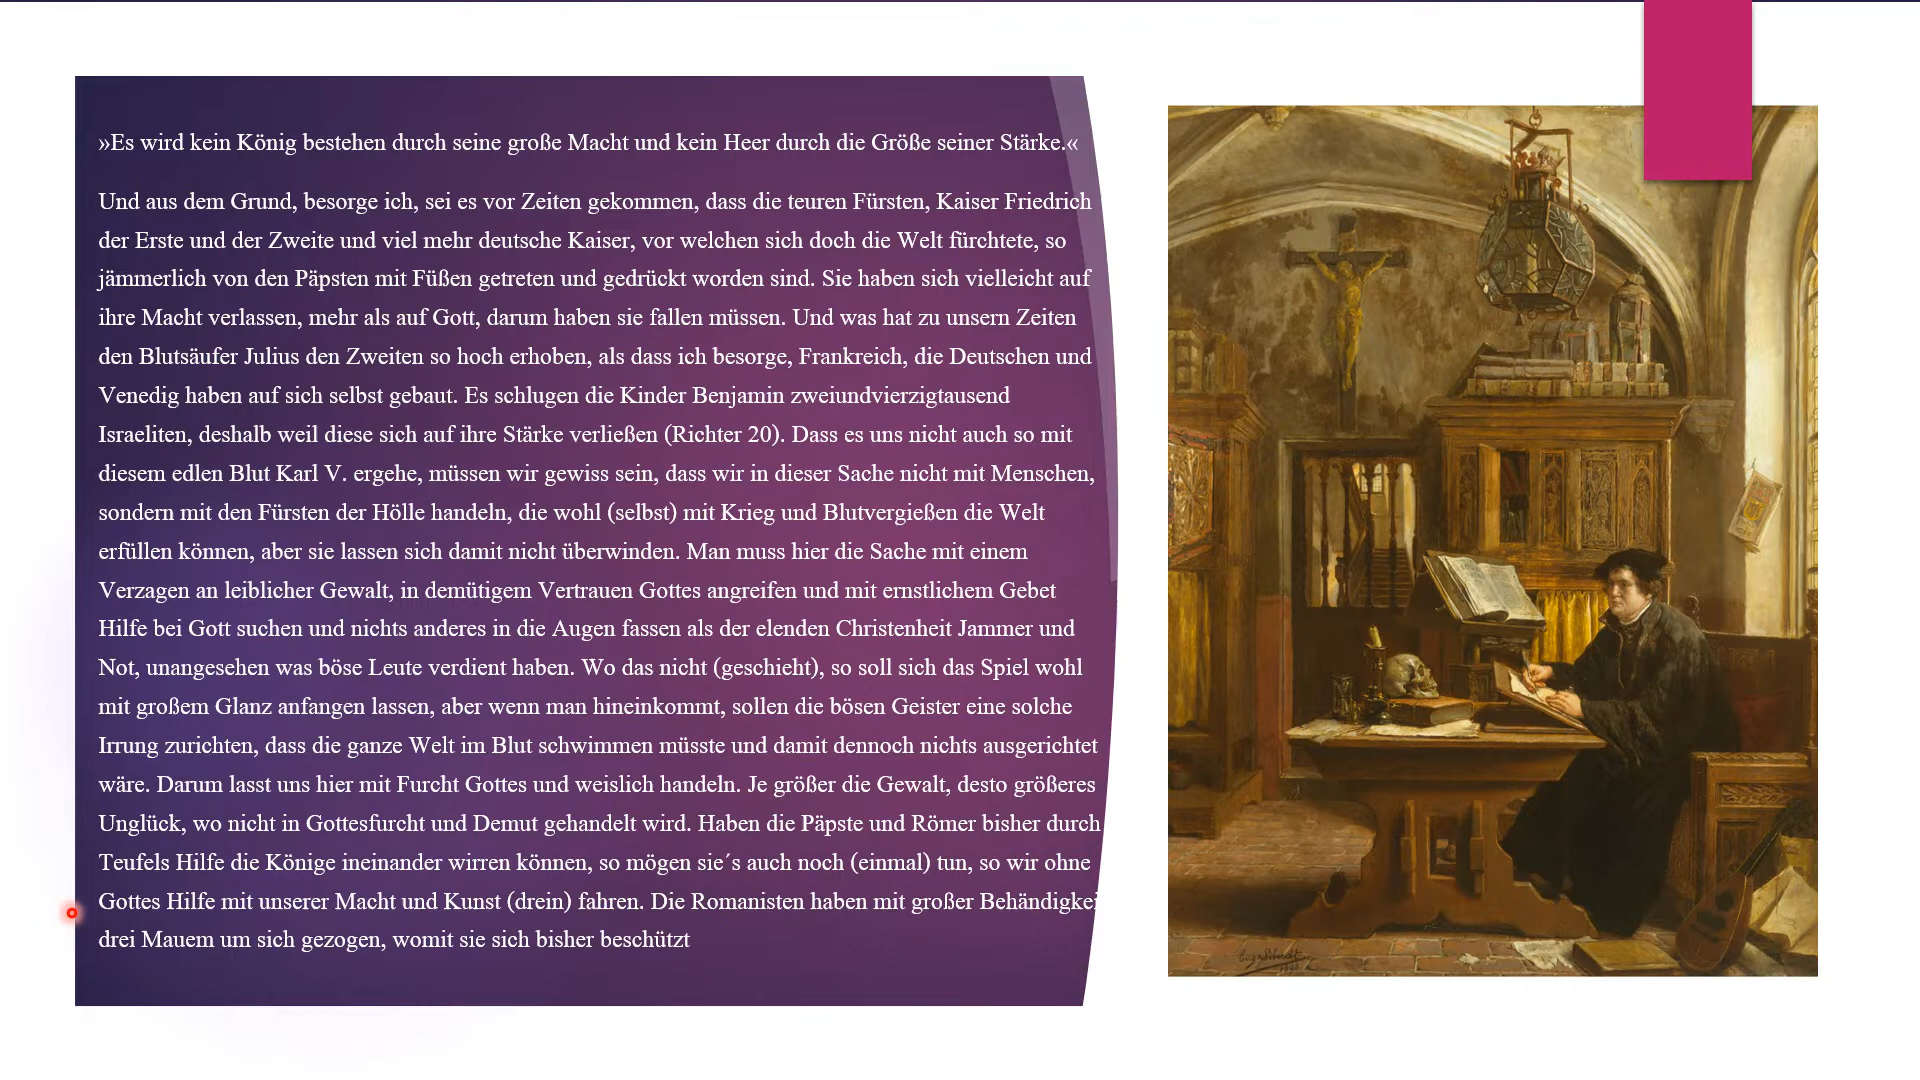 »Es wird kein König bestehen durch seine große Macht und kein Heer durch die Größe seiner Stärke.«
Und aus dem Grund, besorge ich, sei es vor Zeiten gekommen, dass die teuren Fürsten, Kaiser Friedrich
der Erste und der Zweite und viel mehr deutsche Kaiser, vor welchen sich doch die Welt fürchtete, so
jämmerlich von den Päpsten mit Füßen getreten und gedrückt worden sind. Sie haben sich vielleicht auf
ihre Macht verlassen, mehr als auf Gott, darum haben sie fallen müssen. Und was hat zu unsern Zeiten
den Blutsäufer Julius den Zweiten so hoch erhoben, als dass ich besorge, Frankreich, die Deutschen und
Venedig haben auf sich selbst gebaut. Es schlugen die Kinder Benjamin zweiundvierzigtausend
Israeliten, deshalb weil diese sich auf ihre Stärke verließen (Richter 20). Dass es uns nicht auch so mit
diesem edlen Blut Karl V. ergehe, müssen wir gewiss sein, dass wir in dieser Sache nicht mit Menschen,
sondern mit den Fürsten der Hölle handeln, die wohl (selbst) mit Krieg und Blutvergießen die Welt
erfüllen können, aber sie lassen sich damit nicht überwinden. Man muss hier die Sache mit einem
Verzagen an leiblicher Gewalt, in demütigem Vertrauen Gottes angreifen und mit ernstlichem Gebet
Hilfe bei Gott suchen und nichts anderes in die Augen fassen als der elenden Christenheit Jammer und
Not, unangesehen was böse Leute verdient haben. Wo das nicht (geschieht), so soll sich das Spiel wohl
mit großem Glanz anfangen lassen, aber wenn man hineinkommt, sollen die bösen Geister eine solche
Irrung zurichten, dass die ganze Welt im Blut schwimmen müsste und damit dennoch nichts ausgerichtet
wäre. Darum lasst uns hier mit Furcht Gottes und weislich handeln. Je größer die Gewalt, desto größeres
Unglück, wo nicht in Gottesfurcht und Demut gehandelt wird. Haben die Päpste und Römer bisher durch
Teufels Hilfe die Könige ineinander wirren können, so mögen sie´s auch noch (einmal) tun, so wir ohne
Gottes Hilfe mit unserer Macht und Kunst (drein) fahren. Die Romanisten haben mit großer Behändigkei
drei Mauem um sich gezogen, womit sie sich bisher beschützt